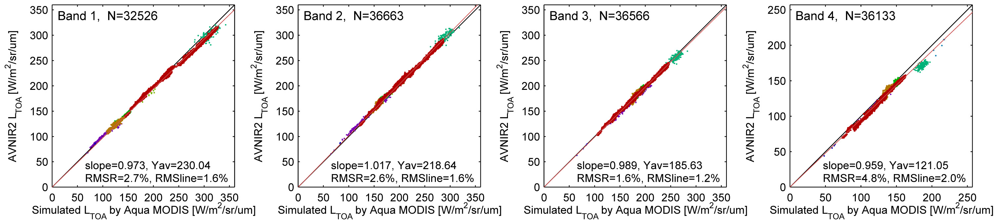 Band 1, N=32526
350
300
250
200
150
100
50
0
AVNIR2 L_TOA [W/m²/sr/um]
slope=0.973, Yav=230.04
RMSR=2.7%, RMSline=1.6%
0 50 100 150 200 250 300 350
Simulated L_TOA by Aqua MODIS [W/m²/sr/um]
Band 2, N=36663
350
300
250
200
150
100
50
0
AVNIR2 L_TOA [W/m²/sr/um]
slope=1.017, Yav=218.64
RMSR=2.6%, RMSline=1.6%
0 50 100 150 200 250 300 350
Simulated L_TOA by Aqua MODIS [W/m²/sr/um]
Band 3, N=36566
350
300
250
200
150
100
50
0
AVNIR2 L_TOA [W/m²/sr/um]
slope=0.989, Yav=185.63
RMSR=1.6%, RMSline=1.2%
0 50 100 150 200 250 300 350
Simulated L_TOA by Aqua MODIS [W/m²/sr/um]
Band 4, N=36133
250
200
150
100
50
0
AVNIR2 L_TOA [W/m²/sr/um]
slope=0.959, Yav=121.05
RMSR=4.8%, RMSline=2.0%
0 50 100 150 200 250
Simulated L_TOA by Aqua MODIS [W/m²/sr/um]